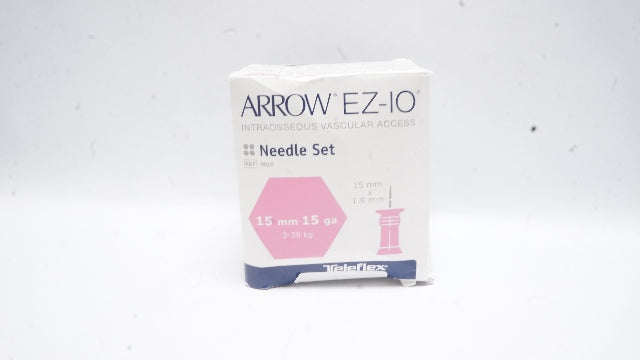 ARROW® EZ-IO®
INTRAOSSEOUS VASCULAR ACCESS
Needle Set
REF
15 mm
x
1.8 mm
15 mm 15 ga
3-39 kg
Teleflex